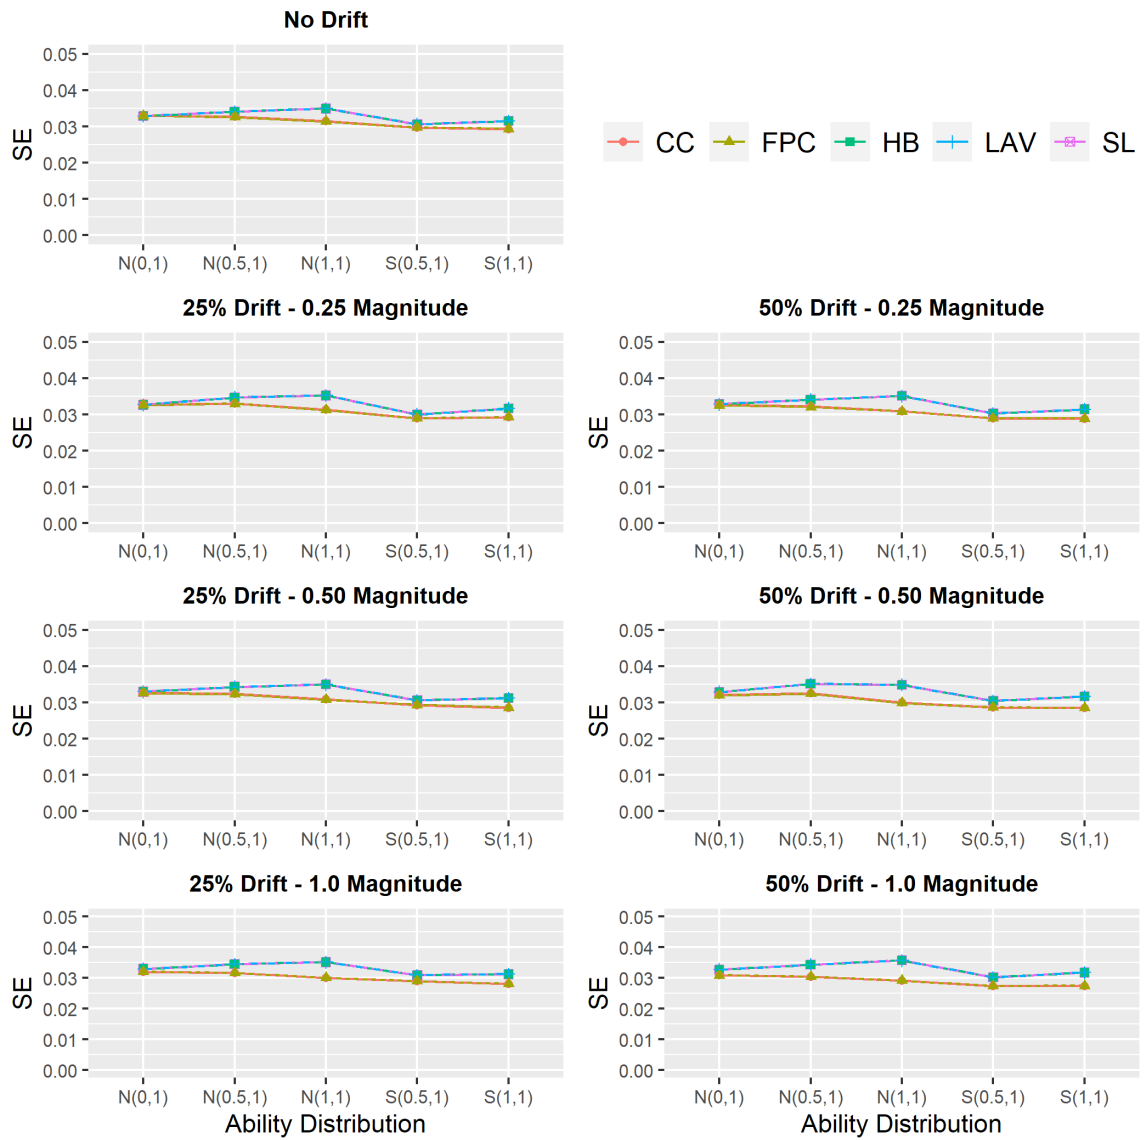 No Drift
0.05
0.04
0.03
0.02
0.01
0.00
SE
N(0,1) N(0.5,1) N(1,1) S(0.5,1) S(1,1)
CC FPC HB LAV SL
25% Drift - 0.25 Magnitude
0.05
0.04
0.03
0.02
0.01
0.00
SE
N(0,1) N(0.5,1) N(1,1) S(0.5,1) S(1,1)
50% Drift - 0.25 Magnitude
0.05
0.04
0.03
0.02
0.01
0.00
SE
N(0,1) N(0.5,1) N(1,1) S(0.5,1) S(1,1)
25% Drift - 0.50 Magnitude
0.05
0.04
0.03
0.02
0.01
0.00
SE
N(0,1) N(0.5,1) N(1,1) S(0.5,1) S(1,1)
50% Drift - 0.50 Magnitude
0.05
0.04
0.03
0.02
0.01
0.00
SE
N(0,1) N(0.5,1) N(1,1) S(0.5,1) S(1,1)
25% Drift - 1.0 Magnitude
0.05
0.04
0.03
0.02
0.01
0.00
SE
N(0,1) N(0.5,1) N(1,1) S(0.5,1) S(1,1)
Ability Distribution
50% Drift - 1.0 Magnitude
0.05
0.04
0.03
0.02
0.01
0.00
SE
N(0,1) N(0.5,1) N(1,1) S(0.5,1) S(1,1)
Ability Distribution